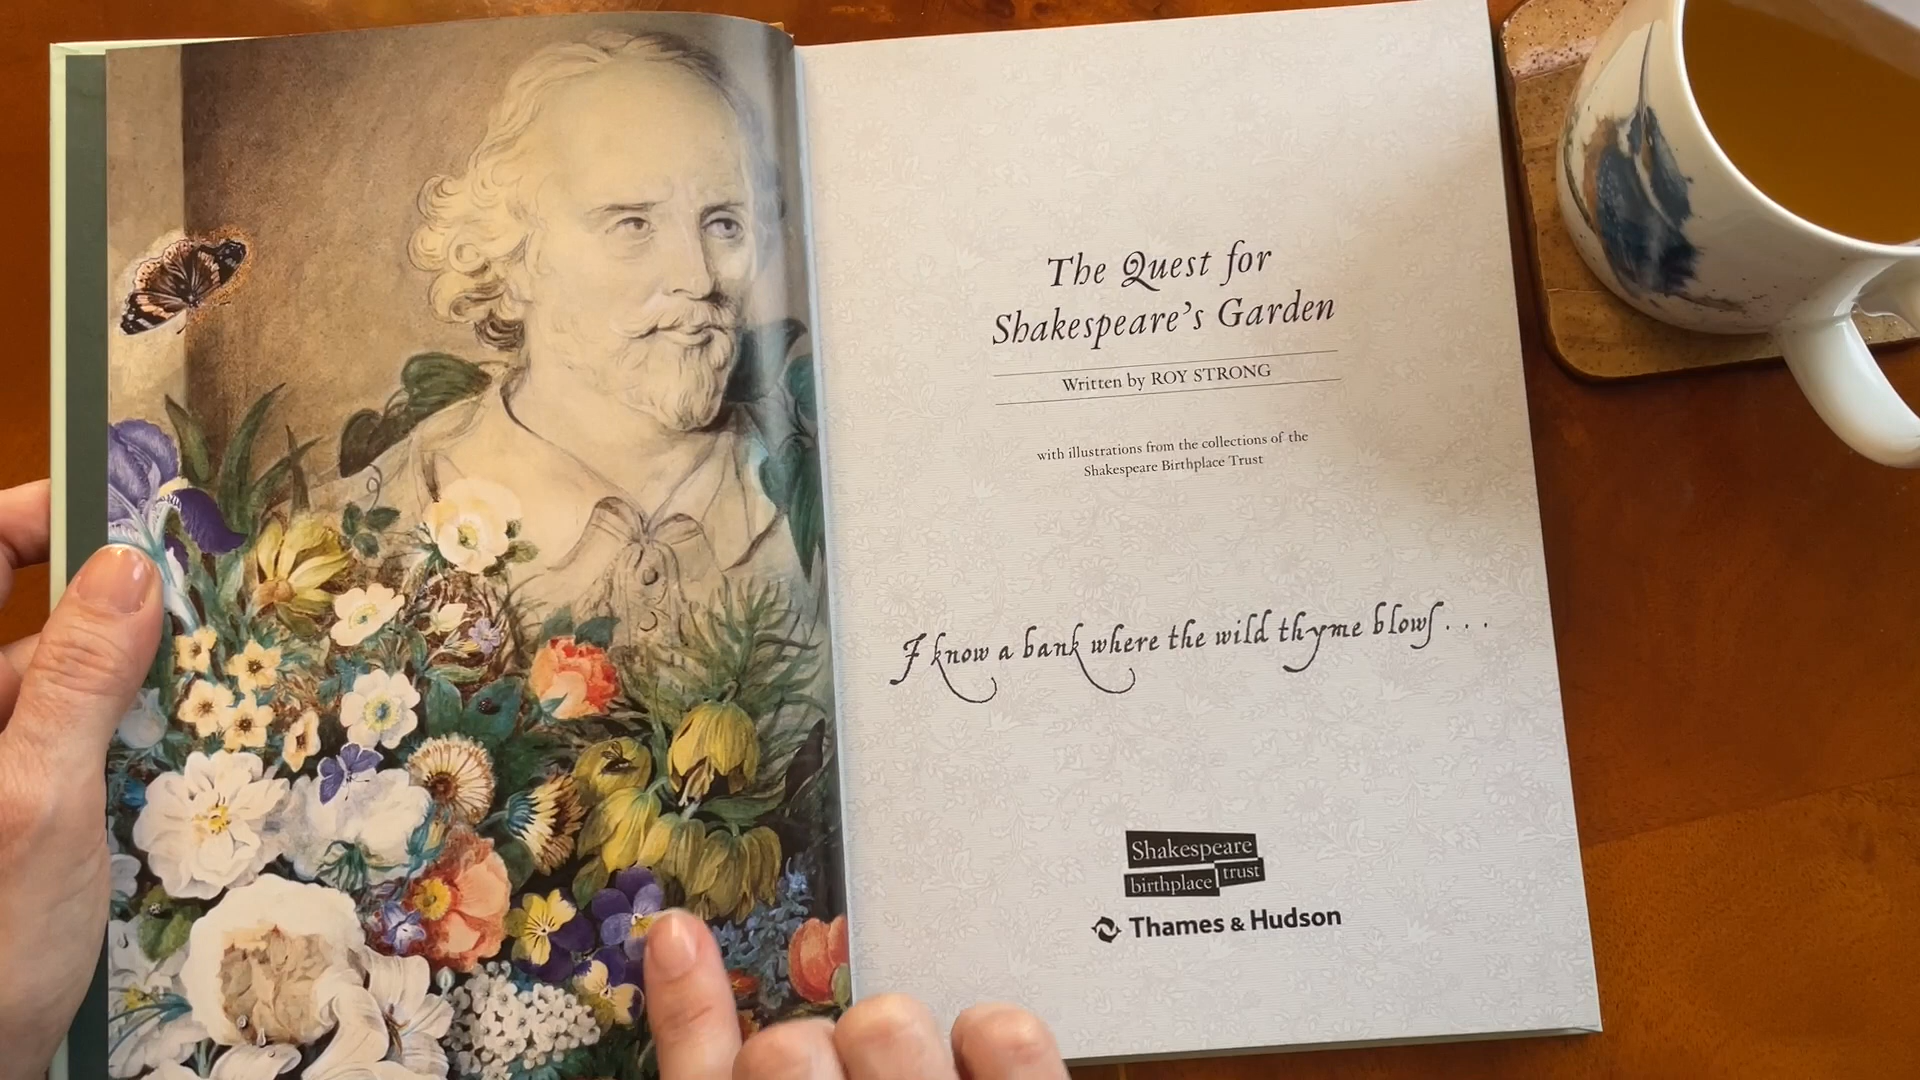 The Quest for
Shakespeare's Garden
Written by ROY STRONG
with illustrations from the collections of the
Shakespeare Birthplace Trust
I know a bank where the wild thyme blows . . .
Shakespeare
birthplace trust
Thames & Hudson